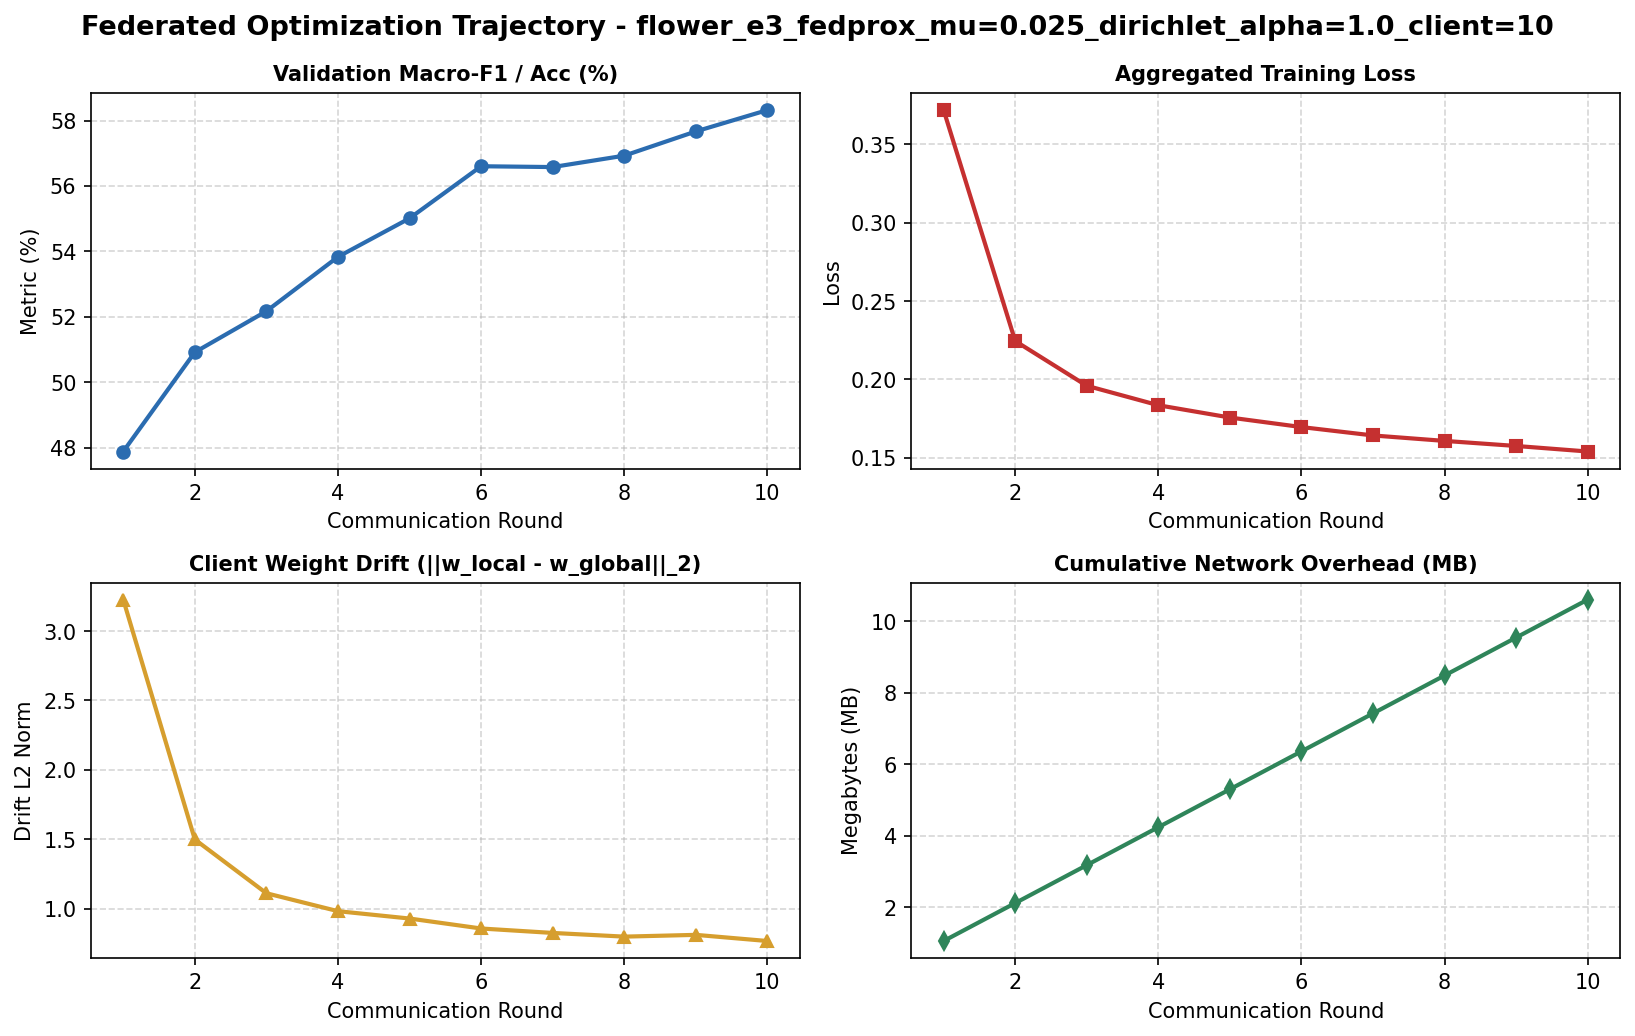 Federated Optimization Trajectory - flower_e3_fedprox_mu=0.025_dirichlet_alpha=1.0_client=10
Validation Macro-F1 / Acc (%)
Metric (%)
58
56
54
52
50
48
2 4 6 8 10
Communication Round
Aggregated Training Loss
Loss
0.35
0.30
0.25
0.20
0.15
2 4 6 8 10
Communication Round
Client Weight Drift (||w_local - w_global||_2)
Drift L2 Norm
3.0
2.5
2.0
1.5
1.0
2 4 6 8 10
Communication Round
Cumulative Network Overhead (MB)
Megabytes (MB)
10
8
6
4
2
2 4 6 8 10
Communication Round